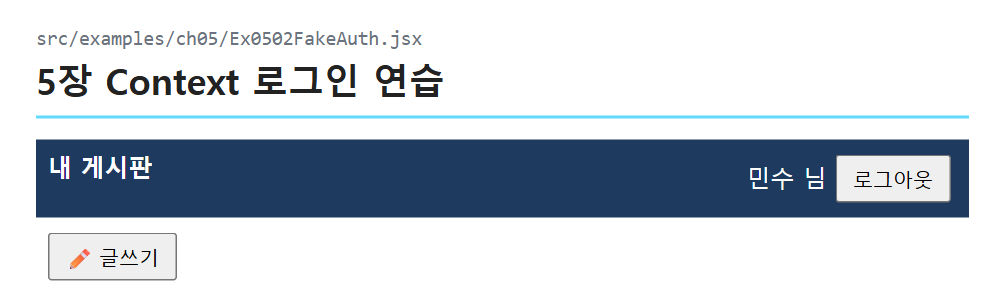 src/examples/ch05/Ex0502FakeAuth.jsx
5장 Context 로그인 연습
내 게시판
민수 님 로그아웃
✏️ 글쓰기